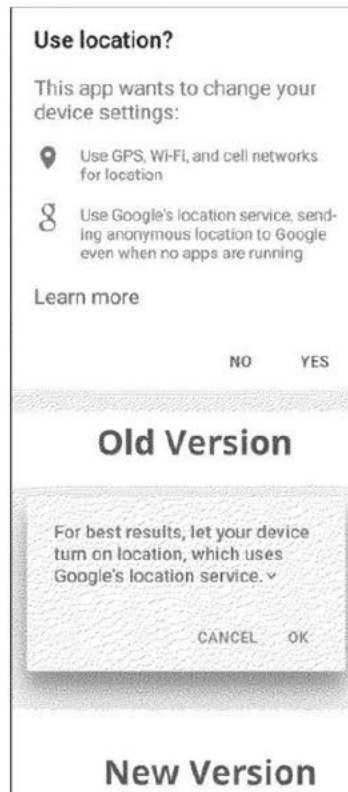 Use location?
This app wants to change your
device settings:
Use GPS, Wi-Fi, and cell networks
for location
g Use Google's location service, send-
ing anonymous location to Google
even when no apps are running
Learn more
NO YES
Old Version
For best results, let your device
turn on location, which uses
Google's location service.
CANCEL OK
New Version